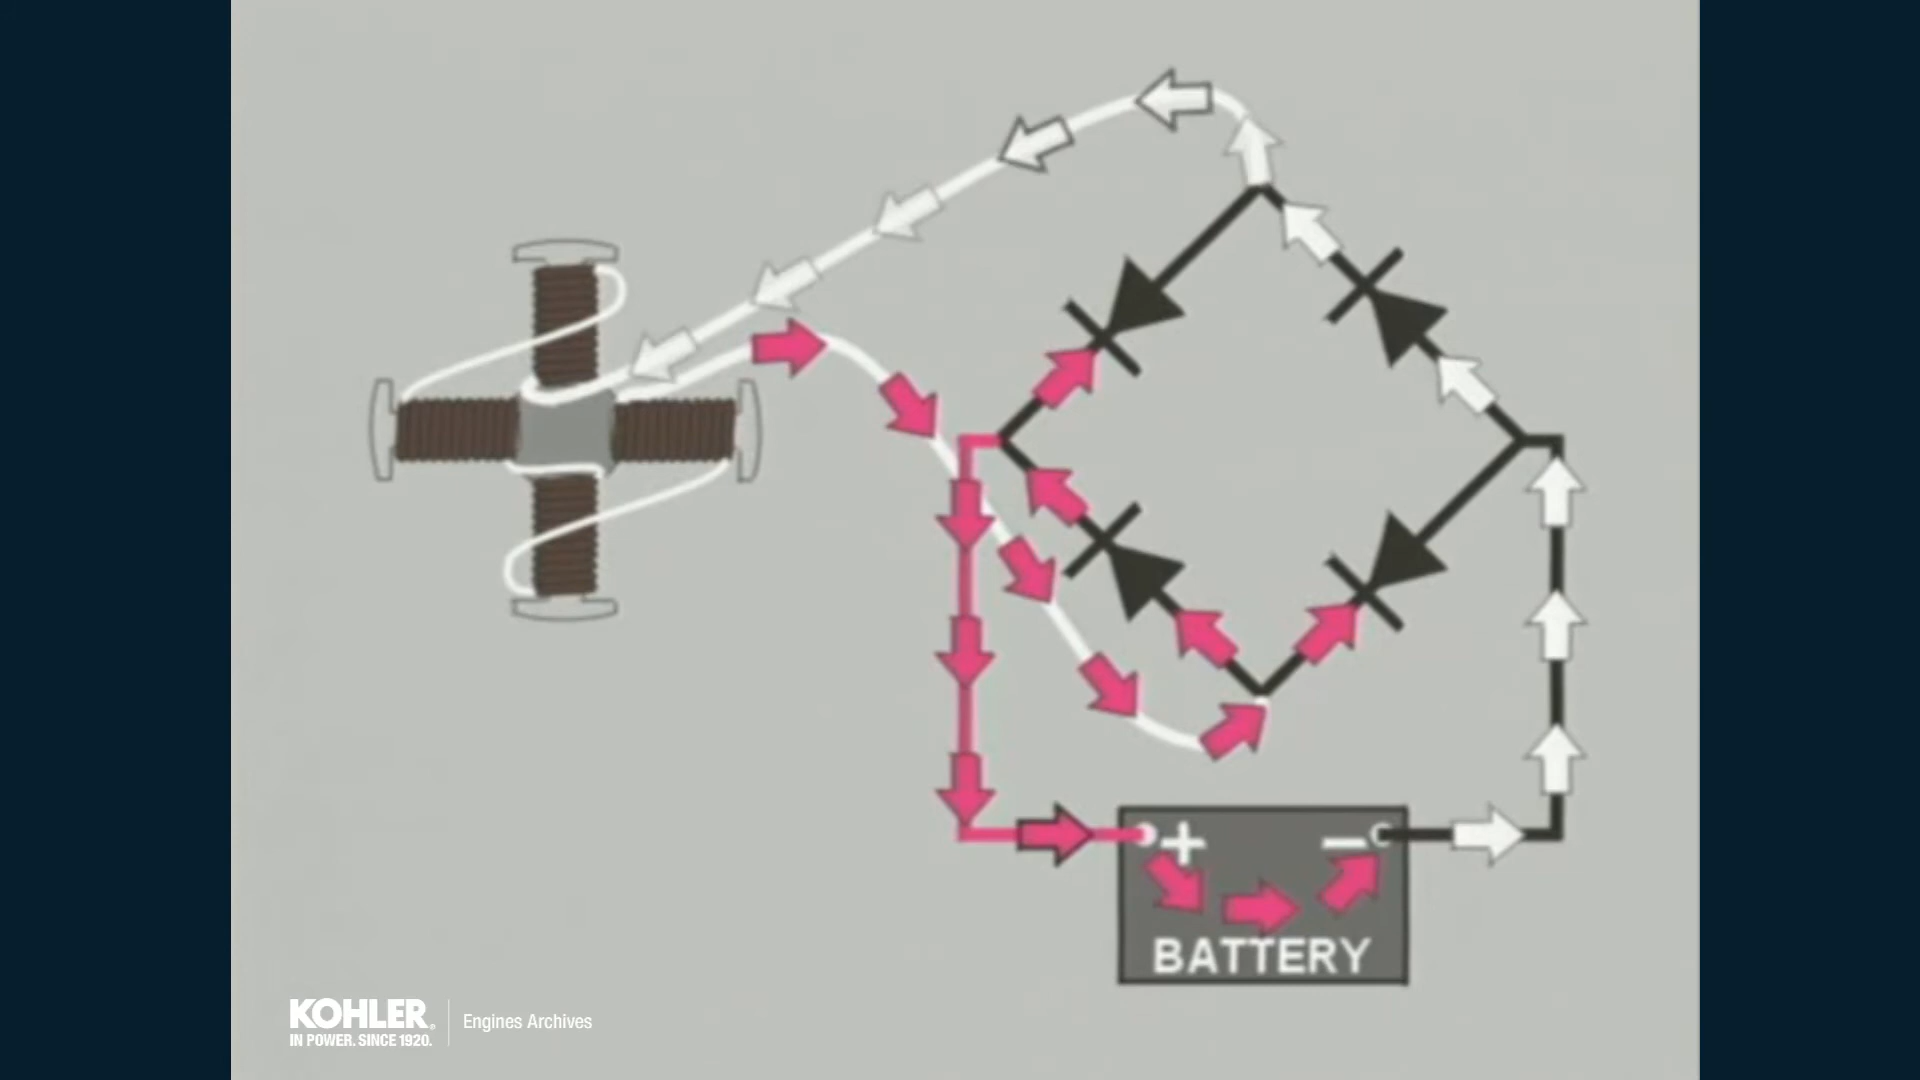 + −
BATTERY
KOHLER®
IN POWER. SINCE 1920.
Engines Archives